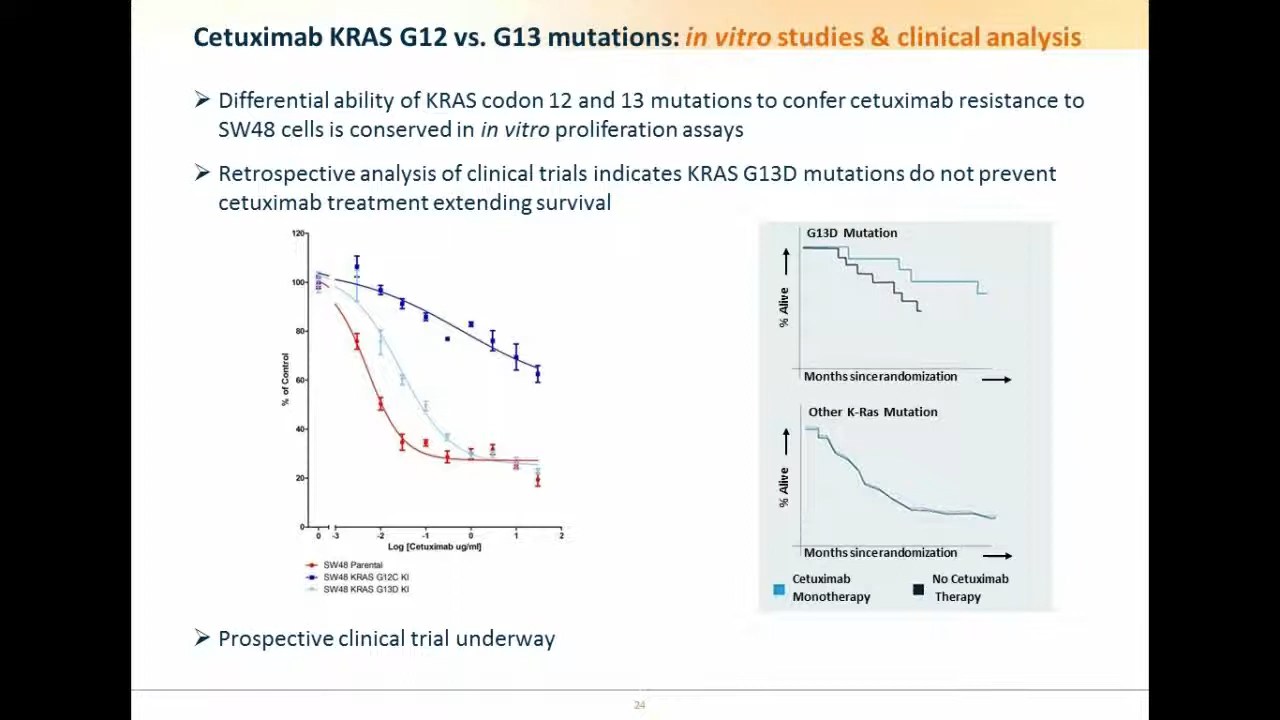 Cetuximab KRAS G12 vs. G13 mutations: in vitro studies & clinical analysis
Differential ability of KRAS codon 12 and 13 mutations to confer cetuximab resistance to
SW48 cells is conserved in in vitro proliferation assays
Retrospective analysis of clinical trials indicates KRAS G13D mutations do not prevent
cetuximab treatment extending survival
120
100
80
60
40
20
0
% of Control
0 -3 -2 -1 0 1 2
Log [Cetuximab ug/ml]
SW48 Parental
SW48 KRAS G12C KI
SW48 KRAS G13D KI
G13D Mutation
% Alive
Months since randomization
Other K-Ras Mutation
% Alive
Months since randomization
Cetuximab
Monotherapy
No Cetuximab
Therapy
Prospective clinical trial underway
24